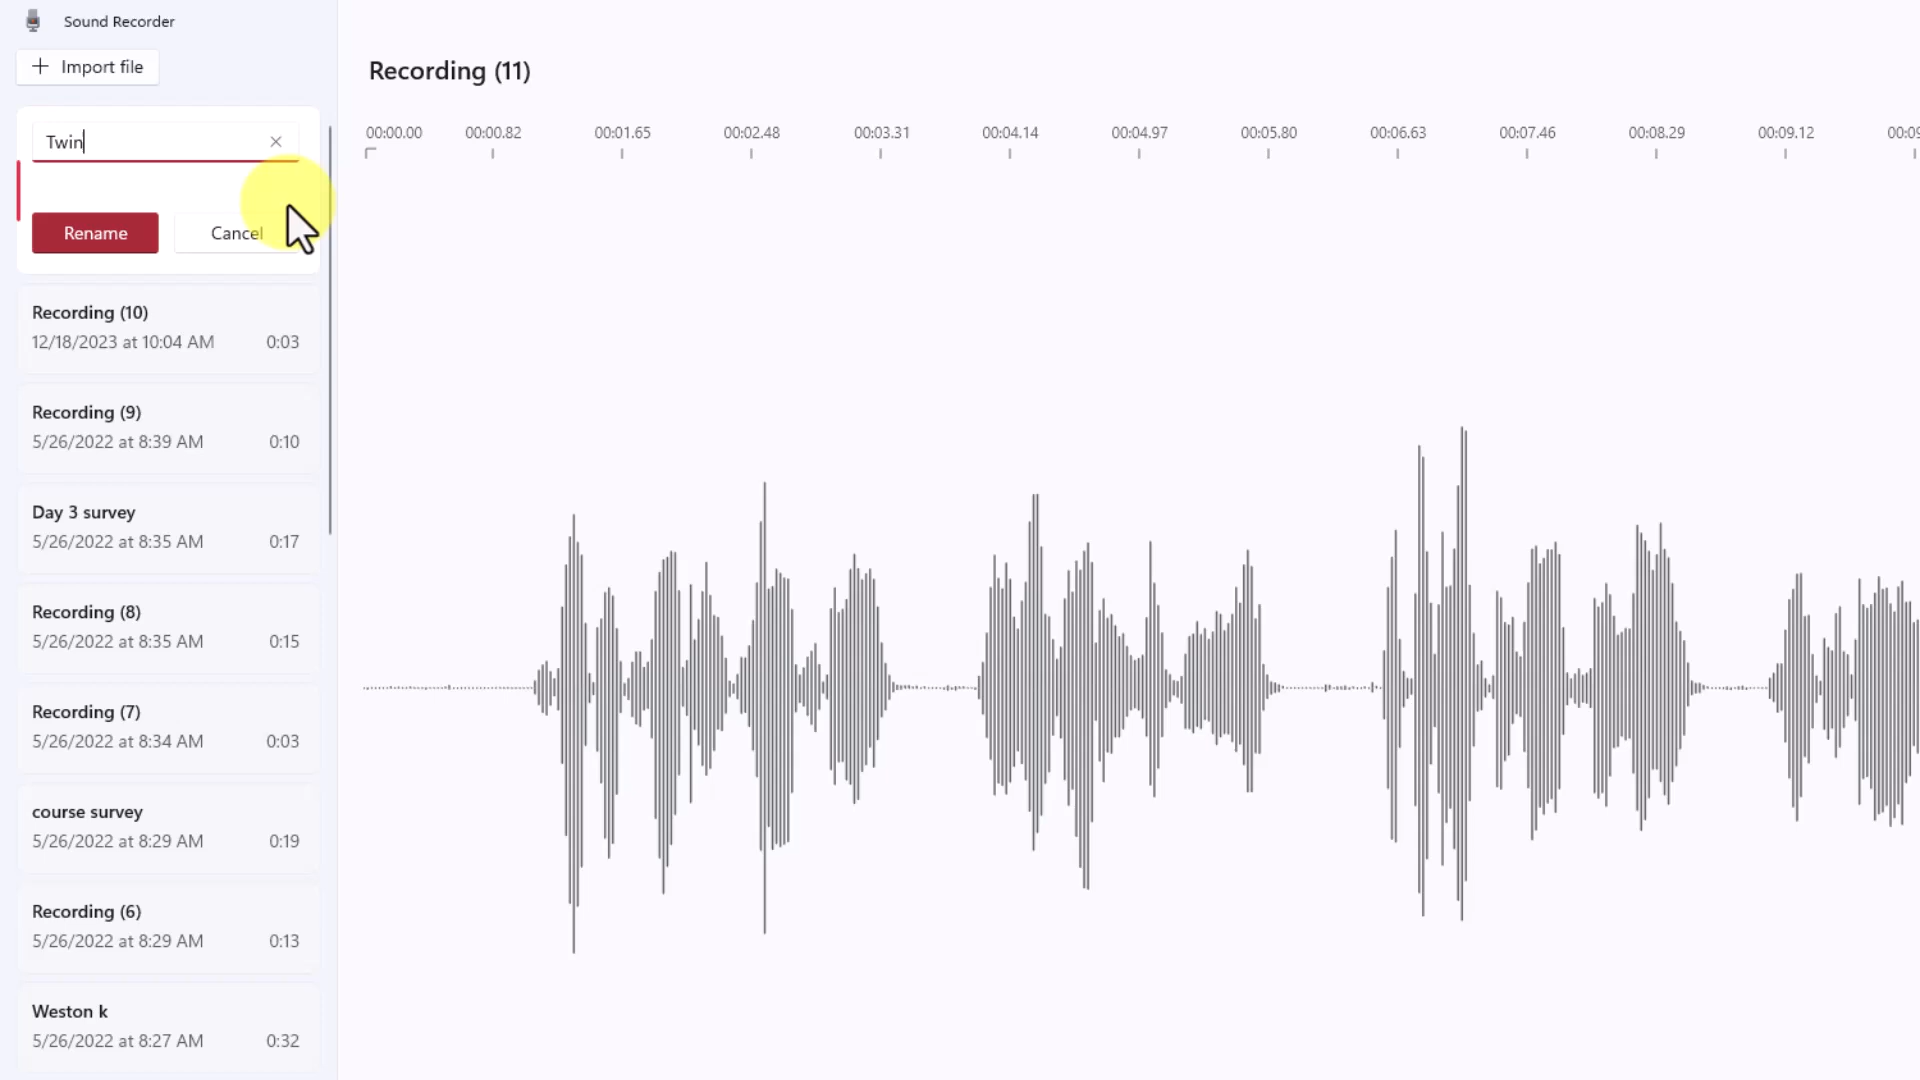 Sound Recorder
Import file
Twin
Rename Cancel
Recording (10)
12/18/2023 at 10:04 AM 0:03
Recording (9)
5/26/2022 at 8:39 AM 0:10
Day 3 survey
5/26/2022 at 8:35 AM 0:17
Recording (8)
5/26/2022 at 8:35 AM 0:15
Recording (7)
5/26/2022 at 8:34 AM 0:03
course survey
5/26/2022 at 8:29 AM 0:19
Recording (6)
5/26/2022 at 8:29 AM 0:13
Weston k
5/26/2022 at 8:27 AM 0:32
Recording (11)
00:00.00 00:00.82 00:01.65 00:02.48 00:03.31 00:04.14 00:04.97 00:05.80 00:06.63 00:07.46 00:08.29 00:09.12